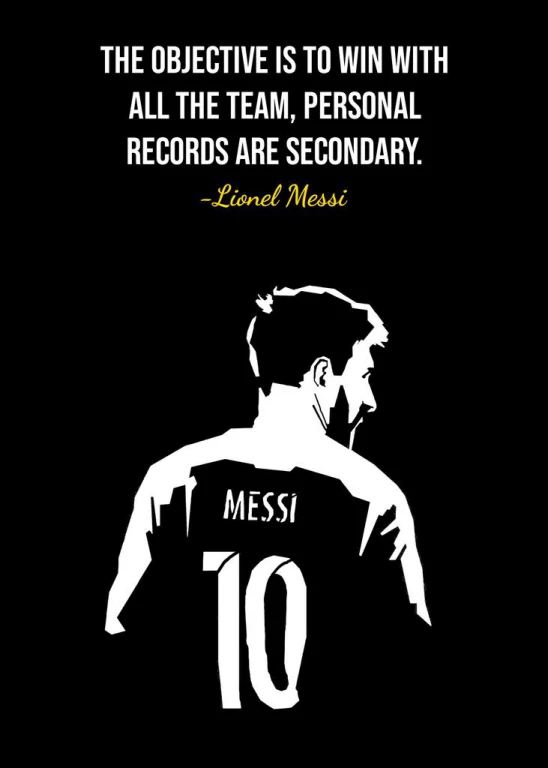 THE OBJECTIVE IS TO WIN WITH
ALL THE TEAM, PERSONAL
RECORDS ARE SECONDARY.
-Lionel Messi
MESSI
10